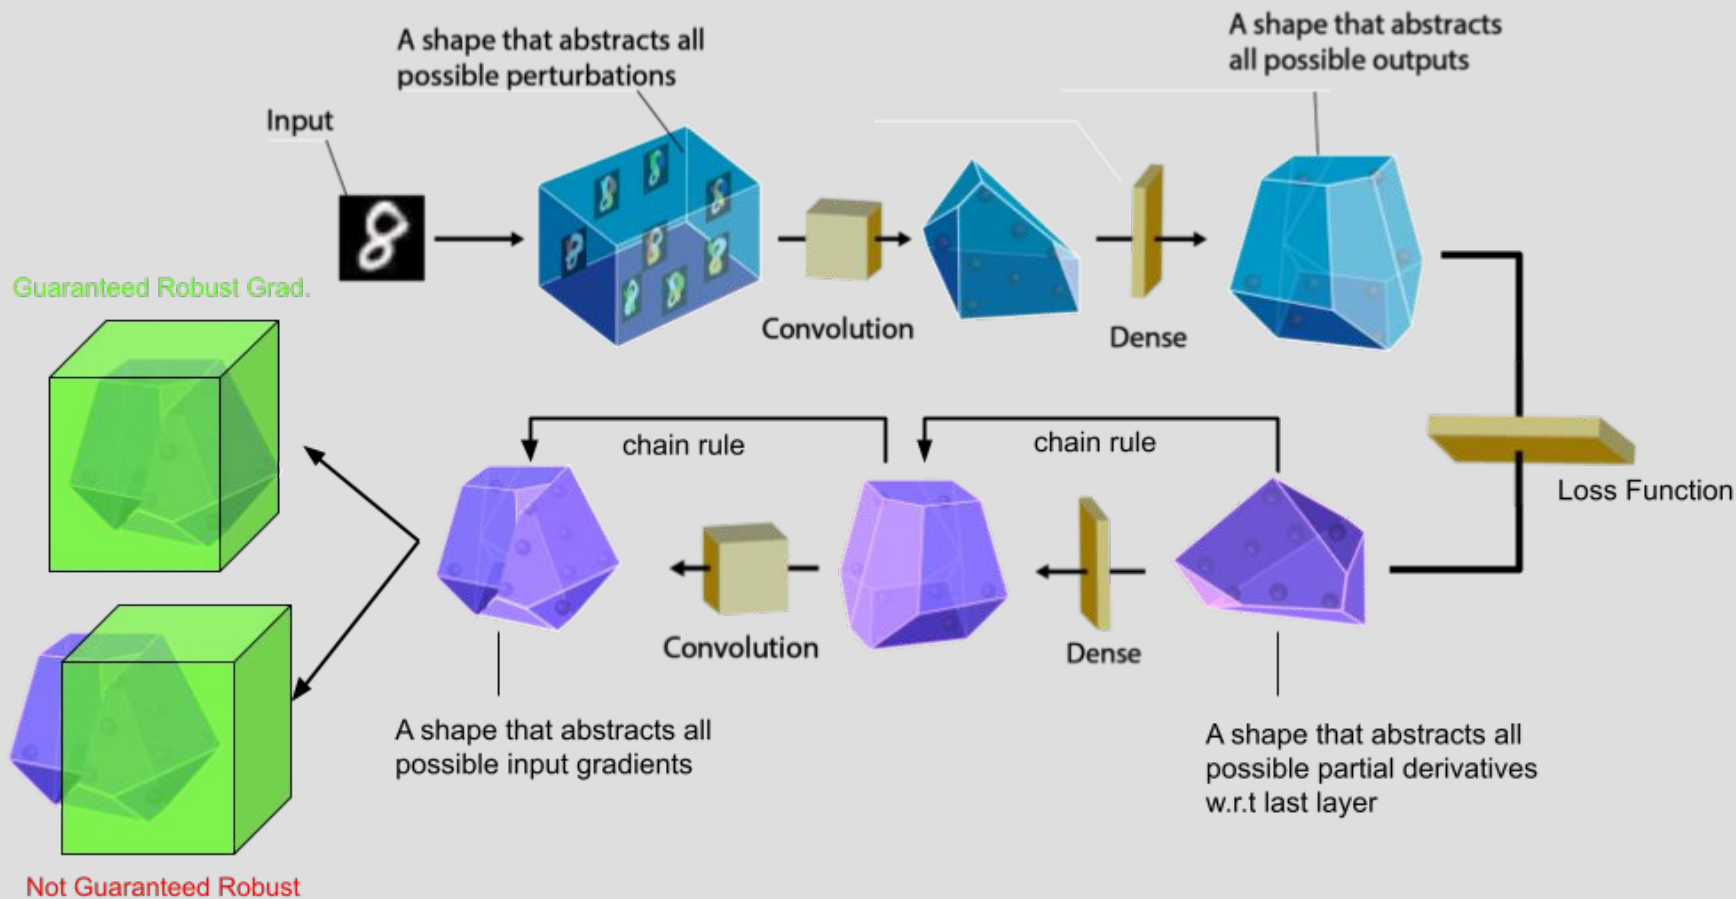 A shape that abstracts all
possible perturbations
A shape that abstracts
all possible outputs
Input
Convolution
Dense
Guaranteed Robust Grad.
chain rule
chain rule
Loss Function
Convolution
Dense
A shape that abstracts all
possible input gradients
A shape that abstracts all
possible partial derivatives
w.r.t last layer
Not Guaranteed Robust